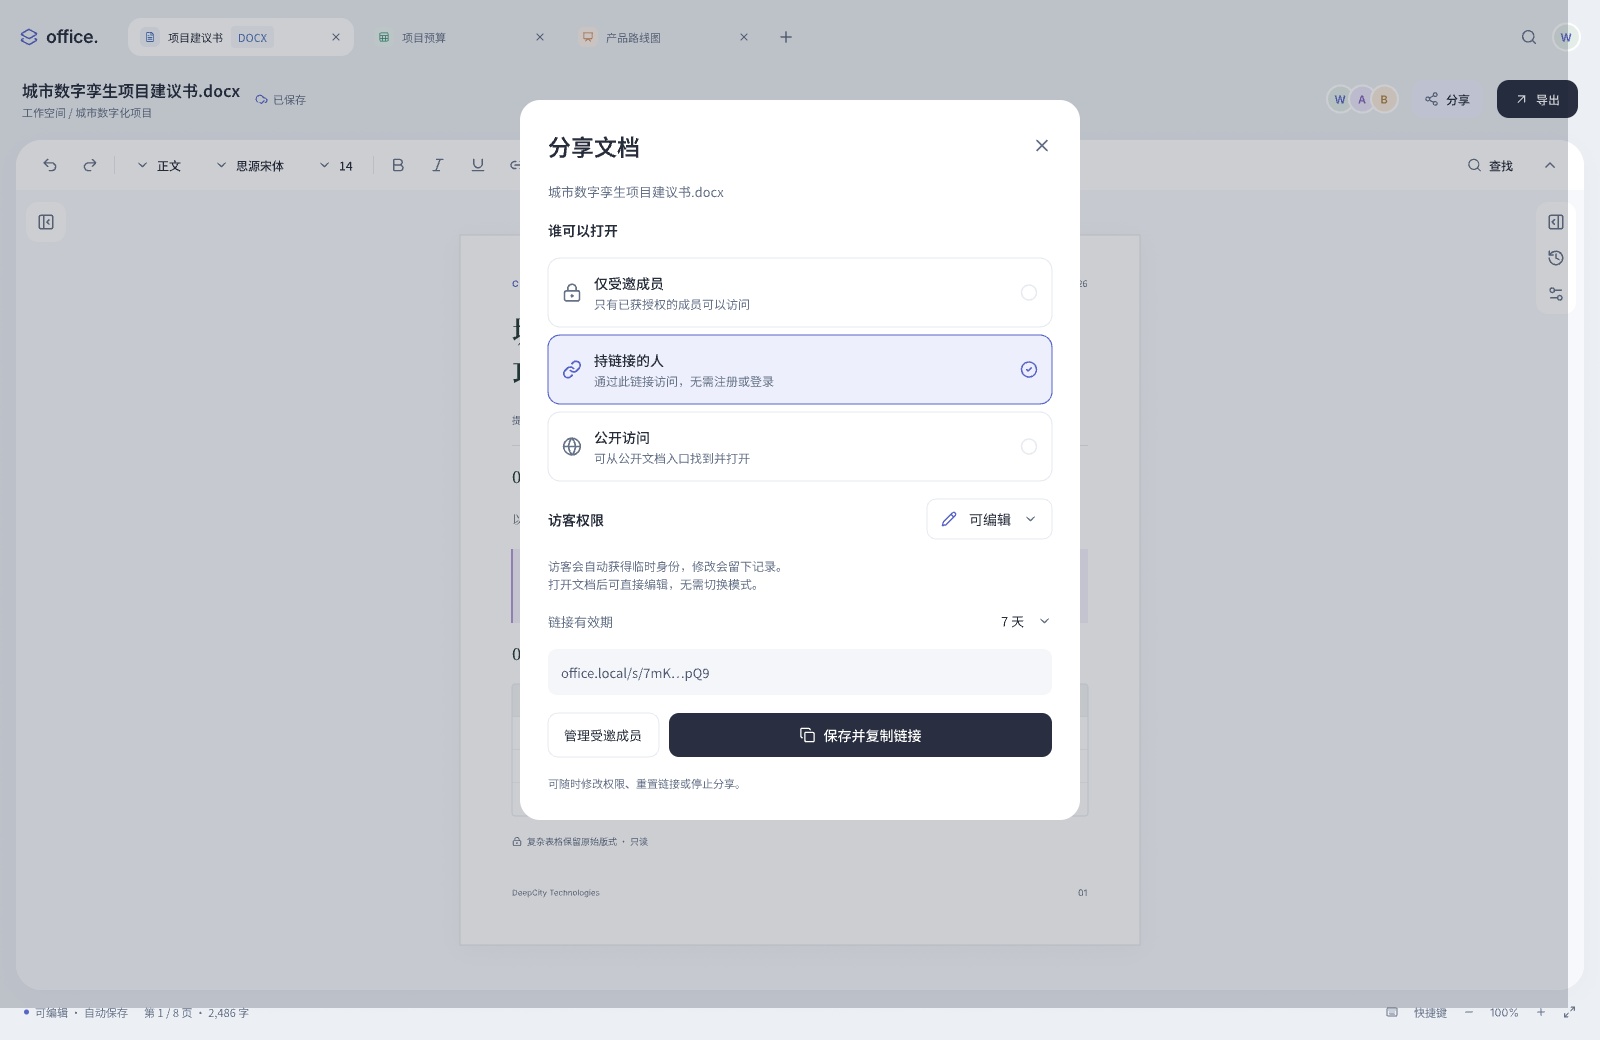 office.
项目建议书 DOCX
项目预算
产品路线图
W
城市数字孪生项目建议书.docx
已保存
工作空间 / 城市数字化项目
W A B
分享
导出
正文
思源宋体
14
B I U
查找
分享文档
城市数字孪生项目建议书.docx
谁可以打开
仅受邀成员
只有已获授权的成员可以访问
持链接的人
通过此链接访问，无需注册或登录
公开访问
可从公开文档入口找到并打开
访客权限
可编辑
访客会自动获得临时身份，修改会留下记录。
打开文档后可直接编辑，无需切换模式。
链接有效期
7 天
office.local/s/7mK…pQ9
管理受邀成员
保存并复制链接
可随时修改权限、重置链接或停止分享。
复杂表格保留原始版式 · 只读
DeepCity Technologies
01
可编辑 · 自动保存
第 1 / 8 页 · 2,486 字
快捷键
100%